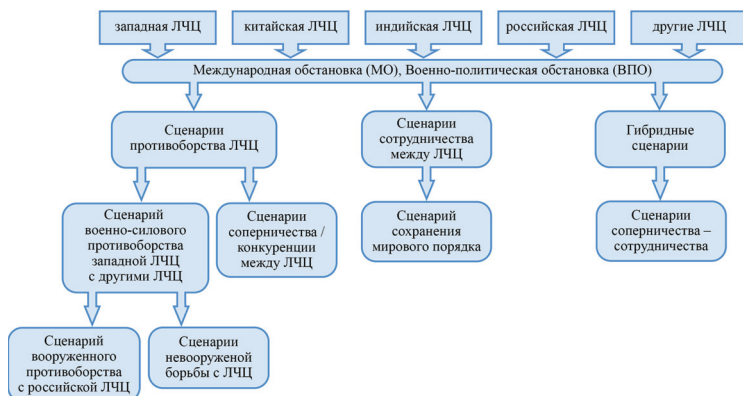 западная ЛЧЦ
китайская ЛЧЦ
индийская ЛЧЦ
российская ЛЧЦ
другие ЛЧЦ
Международная обстановка (МО), Военно-политическая обстановка (ВПО)
Сценарии
противоборства ЛЧЦ
Сценарии
сотрудничества
между ЛЧЦ
Гибридные
сценарии
Сценарий
военно-силового
противоборства
западной ЛЧЦ
с другими ЛЧЦ
Сценарии
соперничества /
конкуренции
между ЛЧЦ
Сценарий
сохранения
мирового порядка
Сценарии
соперничества –
сотрудничества
Сценарий
вооруженного
противоборства
с российской ЛЧЦ
Сценарии
невооруженой
борьбы с ЛЧЦ